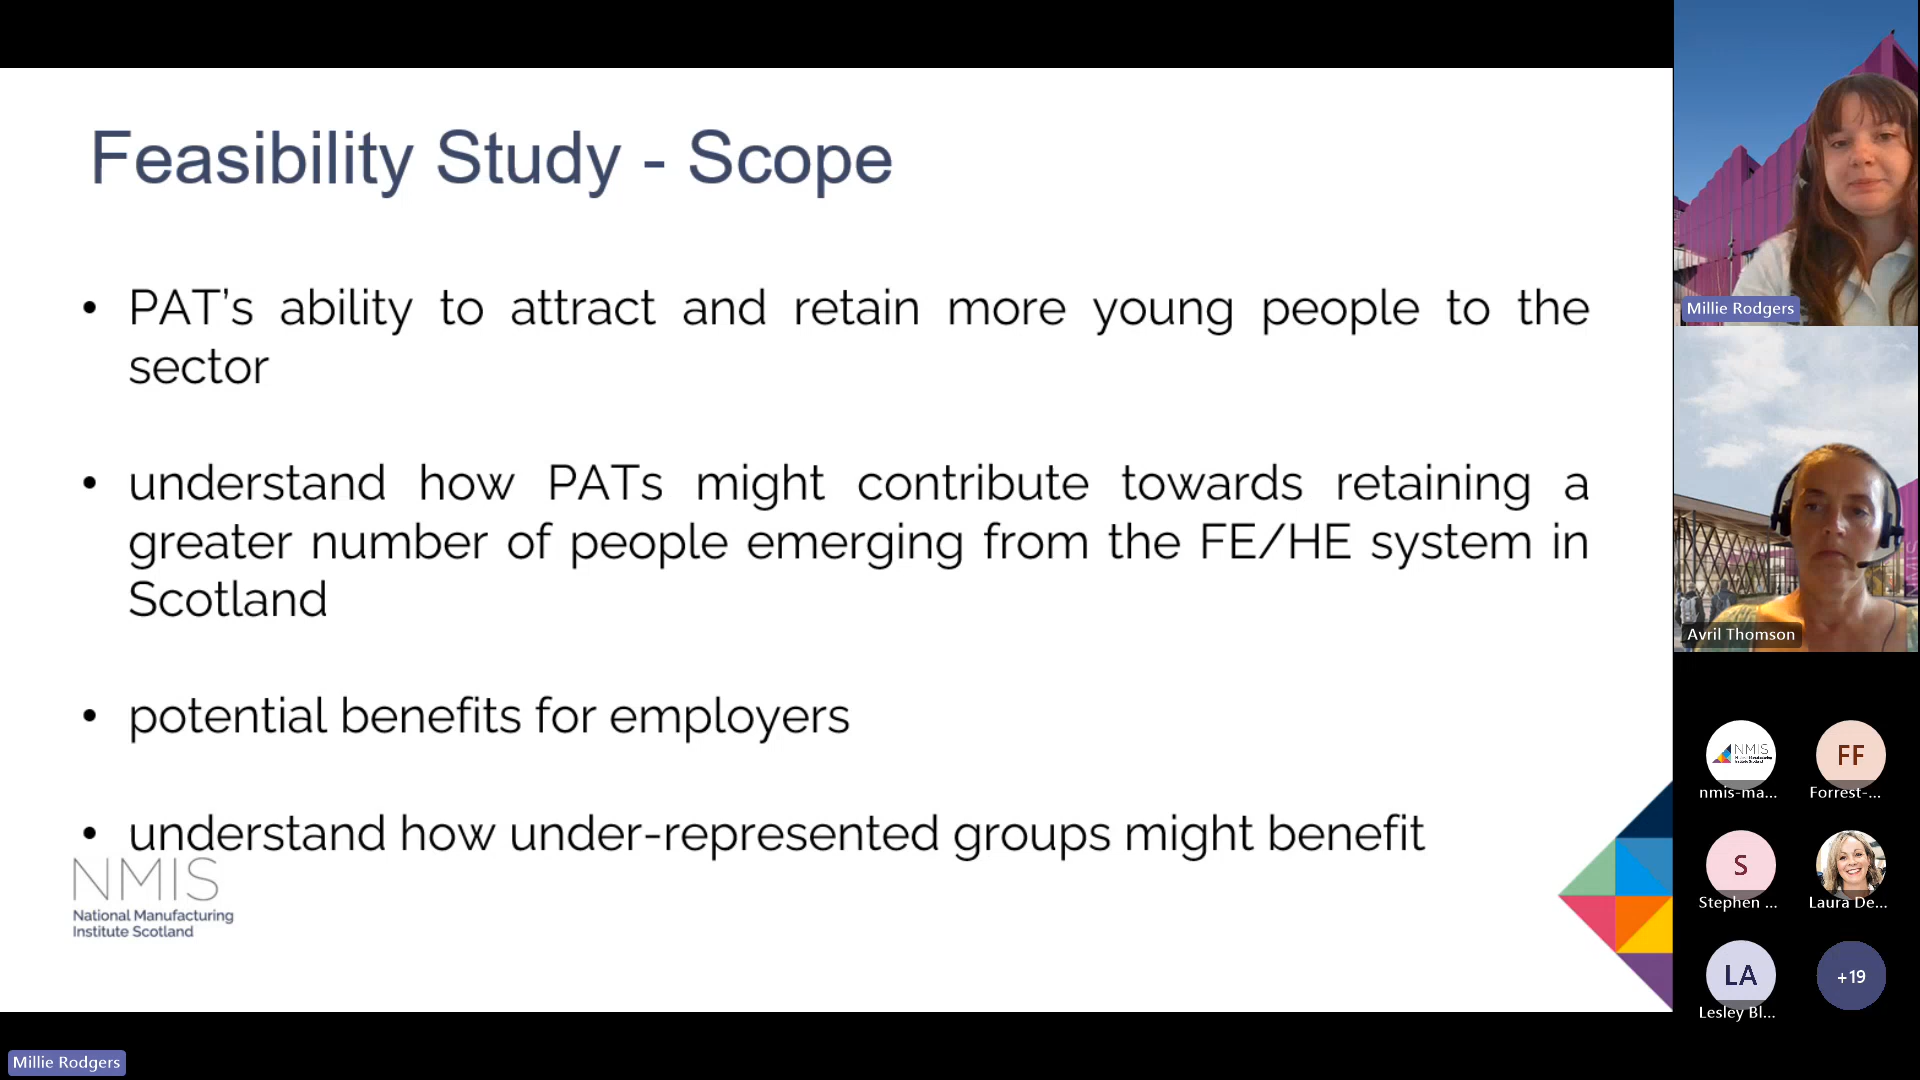 Feasibility Study - Scope
• PAT's ability to attract and retain more young people to the
sector
• understand how PATs might contribute towards retaining a
greater number of people emerging from the FE/HE system in
Scotland
• potential benefits for employers
• understand how under-represented groups might benefit
NMIS
National Manufacturing
Institute Scotland
Millie Rodgers
Millie Rodgers
Avril Thomson
NMIS
nmis-ma...
FF
Forrest-...
S
Stephen ...
Laura De...
LA
Lesley Bl...
+19